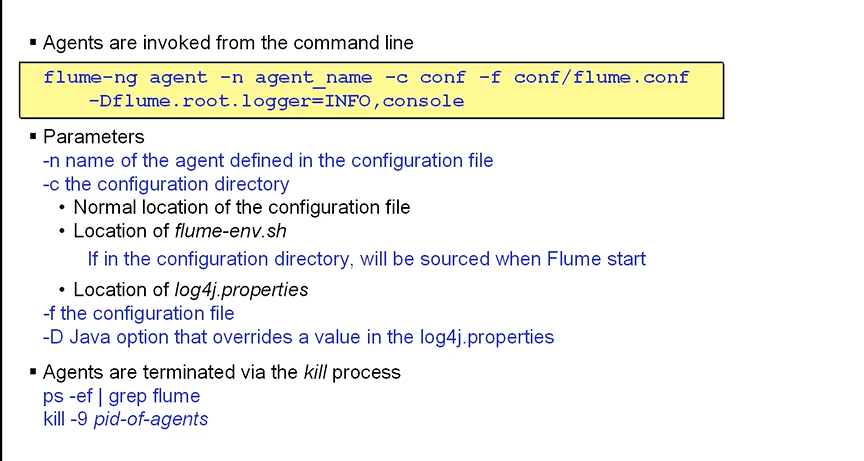 ▪ Agents are invoked from the command line
flume-ng agent -n agent_name -c conf -f conf/flume.conf
-Dflume.root.logger=INFO,console
▪ Parameters
-n name of the agent defined in the configuration file
-c the configuration directory
• Normal location of the configuration file
• Location of flume-env.sh
If in the configuration directory, will be sourced when Flume start
• Location of log4j.properties
-f the configuration file
-D Java option that overrides a value in the log4j.properties
▪ Agents are terminated via the kill process
ps -ef | grep flume
kill -9 pid-of-agents